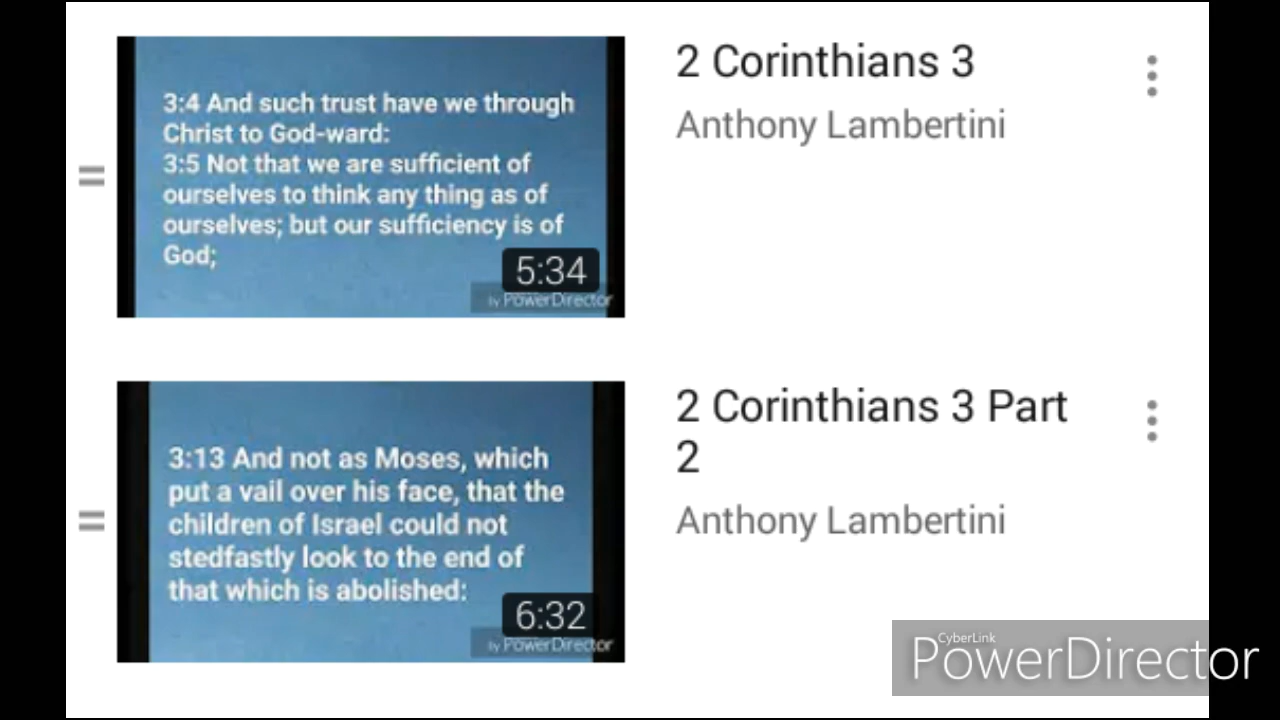 3:4 And such trust have we through
Christ to God-ward:
3:5 Not that we are sufficient of
ourselves to think any thing as of
ourselves; but our sufficiency is of
God;
5:34
by PowerDirector
2 Corinthians 3
Anthony Lambertini
3:13 And not as Moses, which
put a vail over his face, that the
children of Israel could not
stedfastly look to the end of
that which is abolished:
6:32
by PowerDirector
2 Corinthians 3 Part
2
Anthony Lambertini
CyberLink
PowerDirector